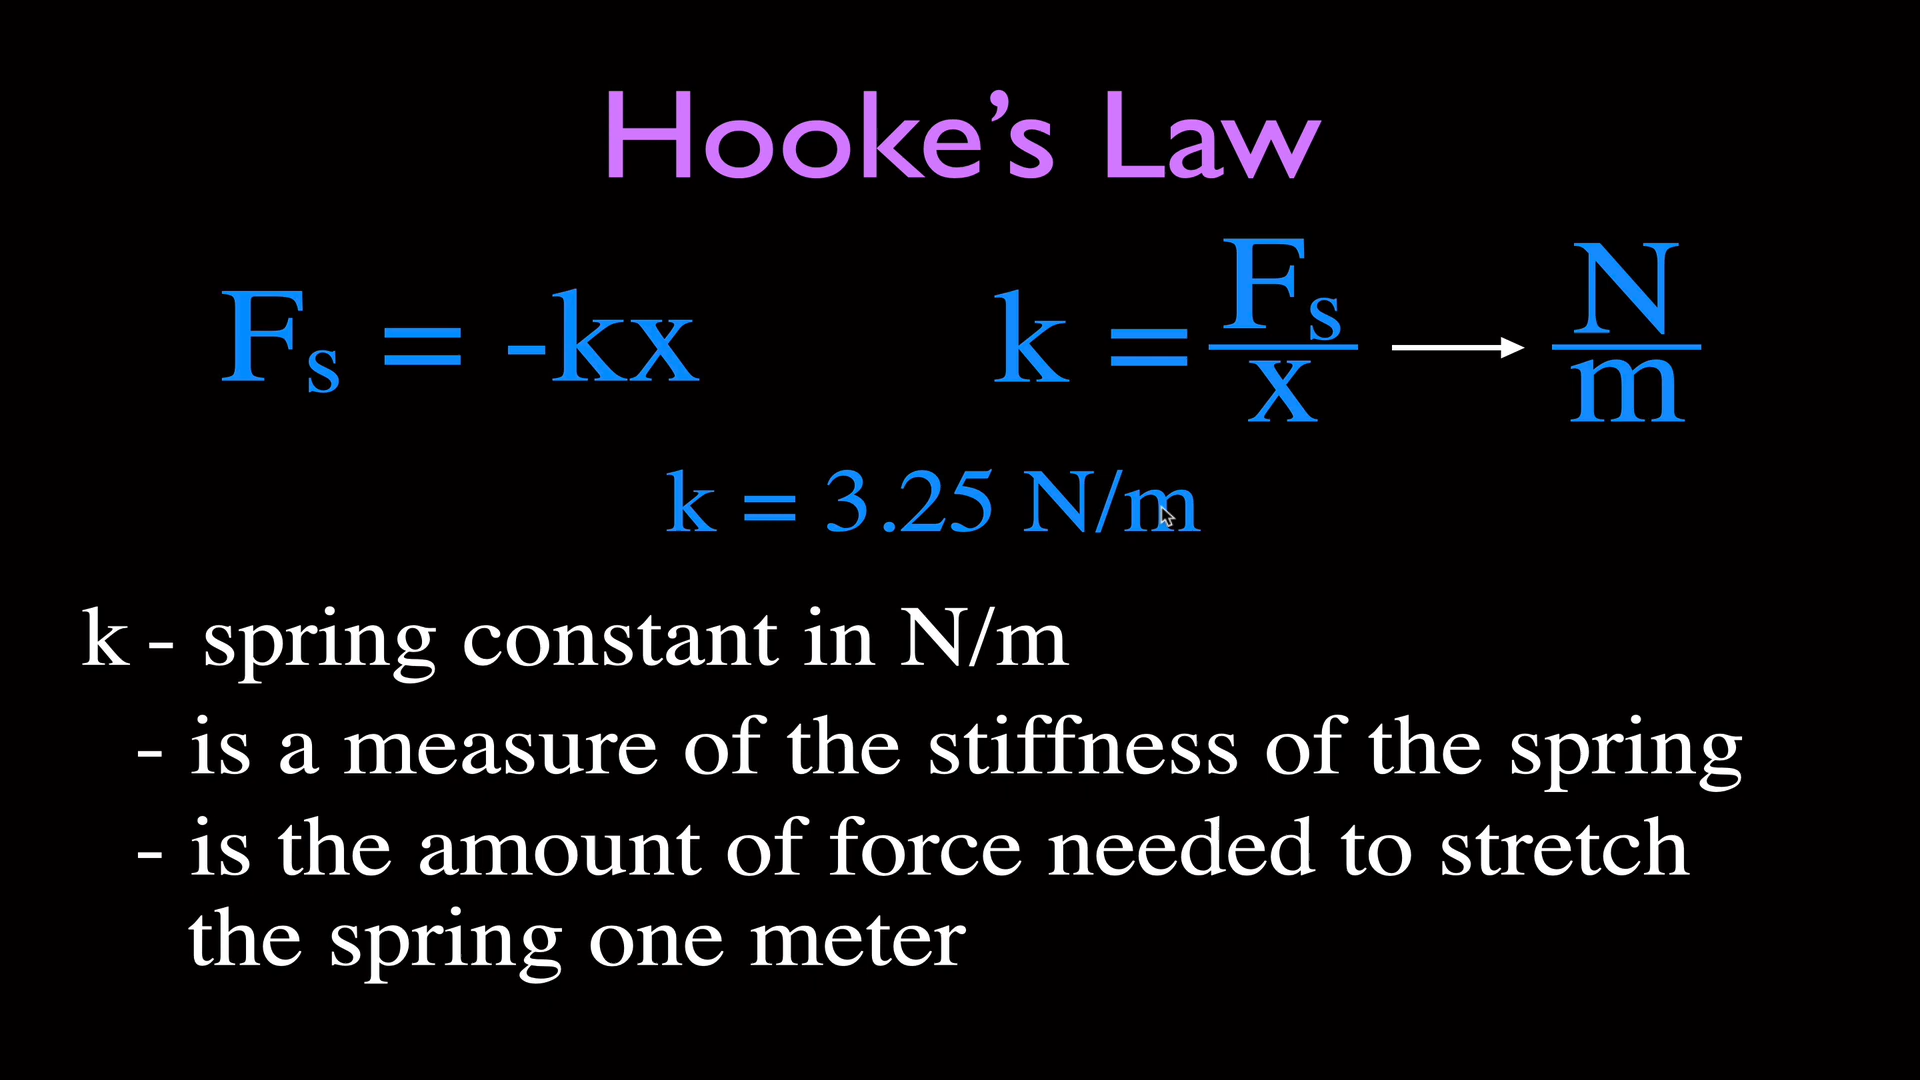 Hooke’s Law
Fs = -kx
k = Fs/x → N/m
k = 3.25 N/m
k - spring constant in N/m
- is a measure of the stiffness of the spring
- is the amount of force needed to stretch
the spring one meter